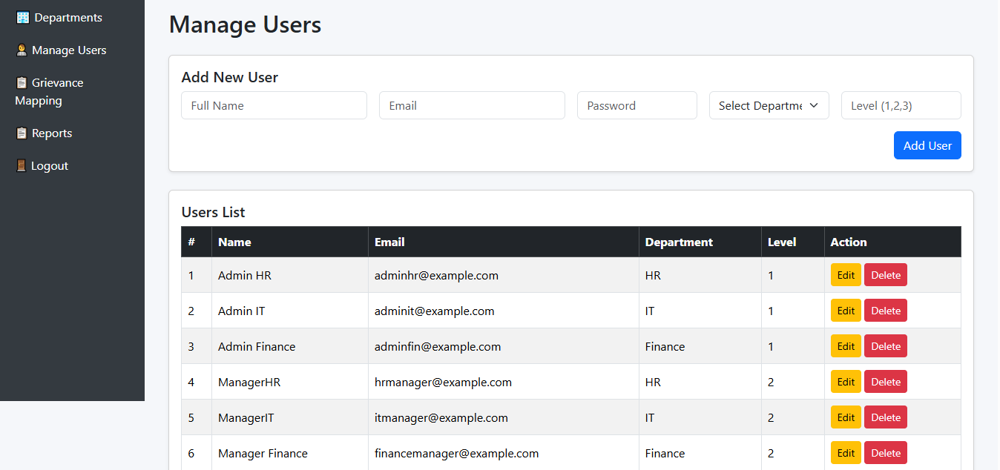 Departments
Manage Users
Grievance
Mapping
Reports
Logout
Manage Users
Add New User
Full Name Email Password Select Departme Level (1,2,3)
Add User
Users List
# Name Email Department Level Action
1 Admin HR adminhr@example.com HR 1 Edit Delete
2 Admin IT adminit@example.com IT 1 Edit Delete
3 Admin Finance adminfin@example.com Finance 1 Edit Delete
4 ManagerHR hrmanager@example.com HR 2 Edit Delete
5 ManagerIT itmanager@example.com IT 2 Edit Delete
6 Manager Finance financemanager@example.com Finance 2 Edit Delete